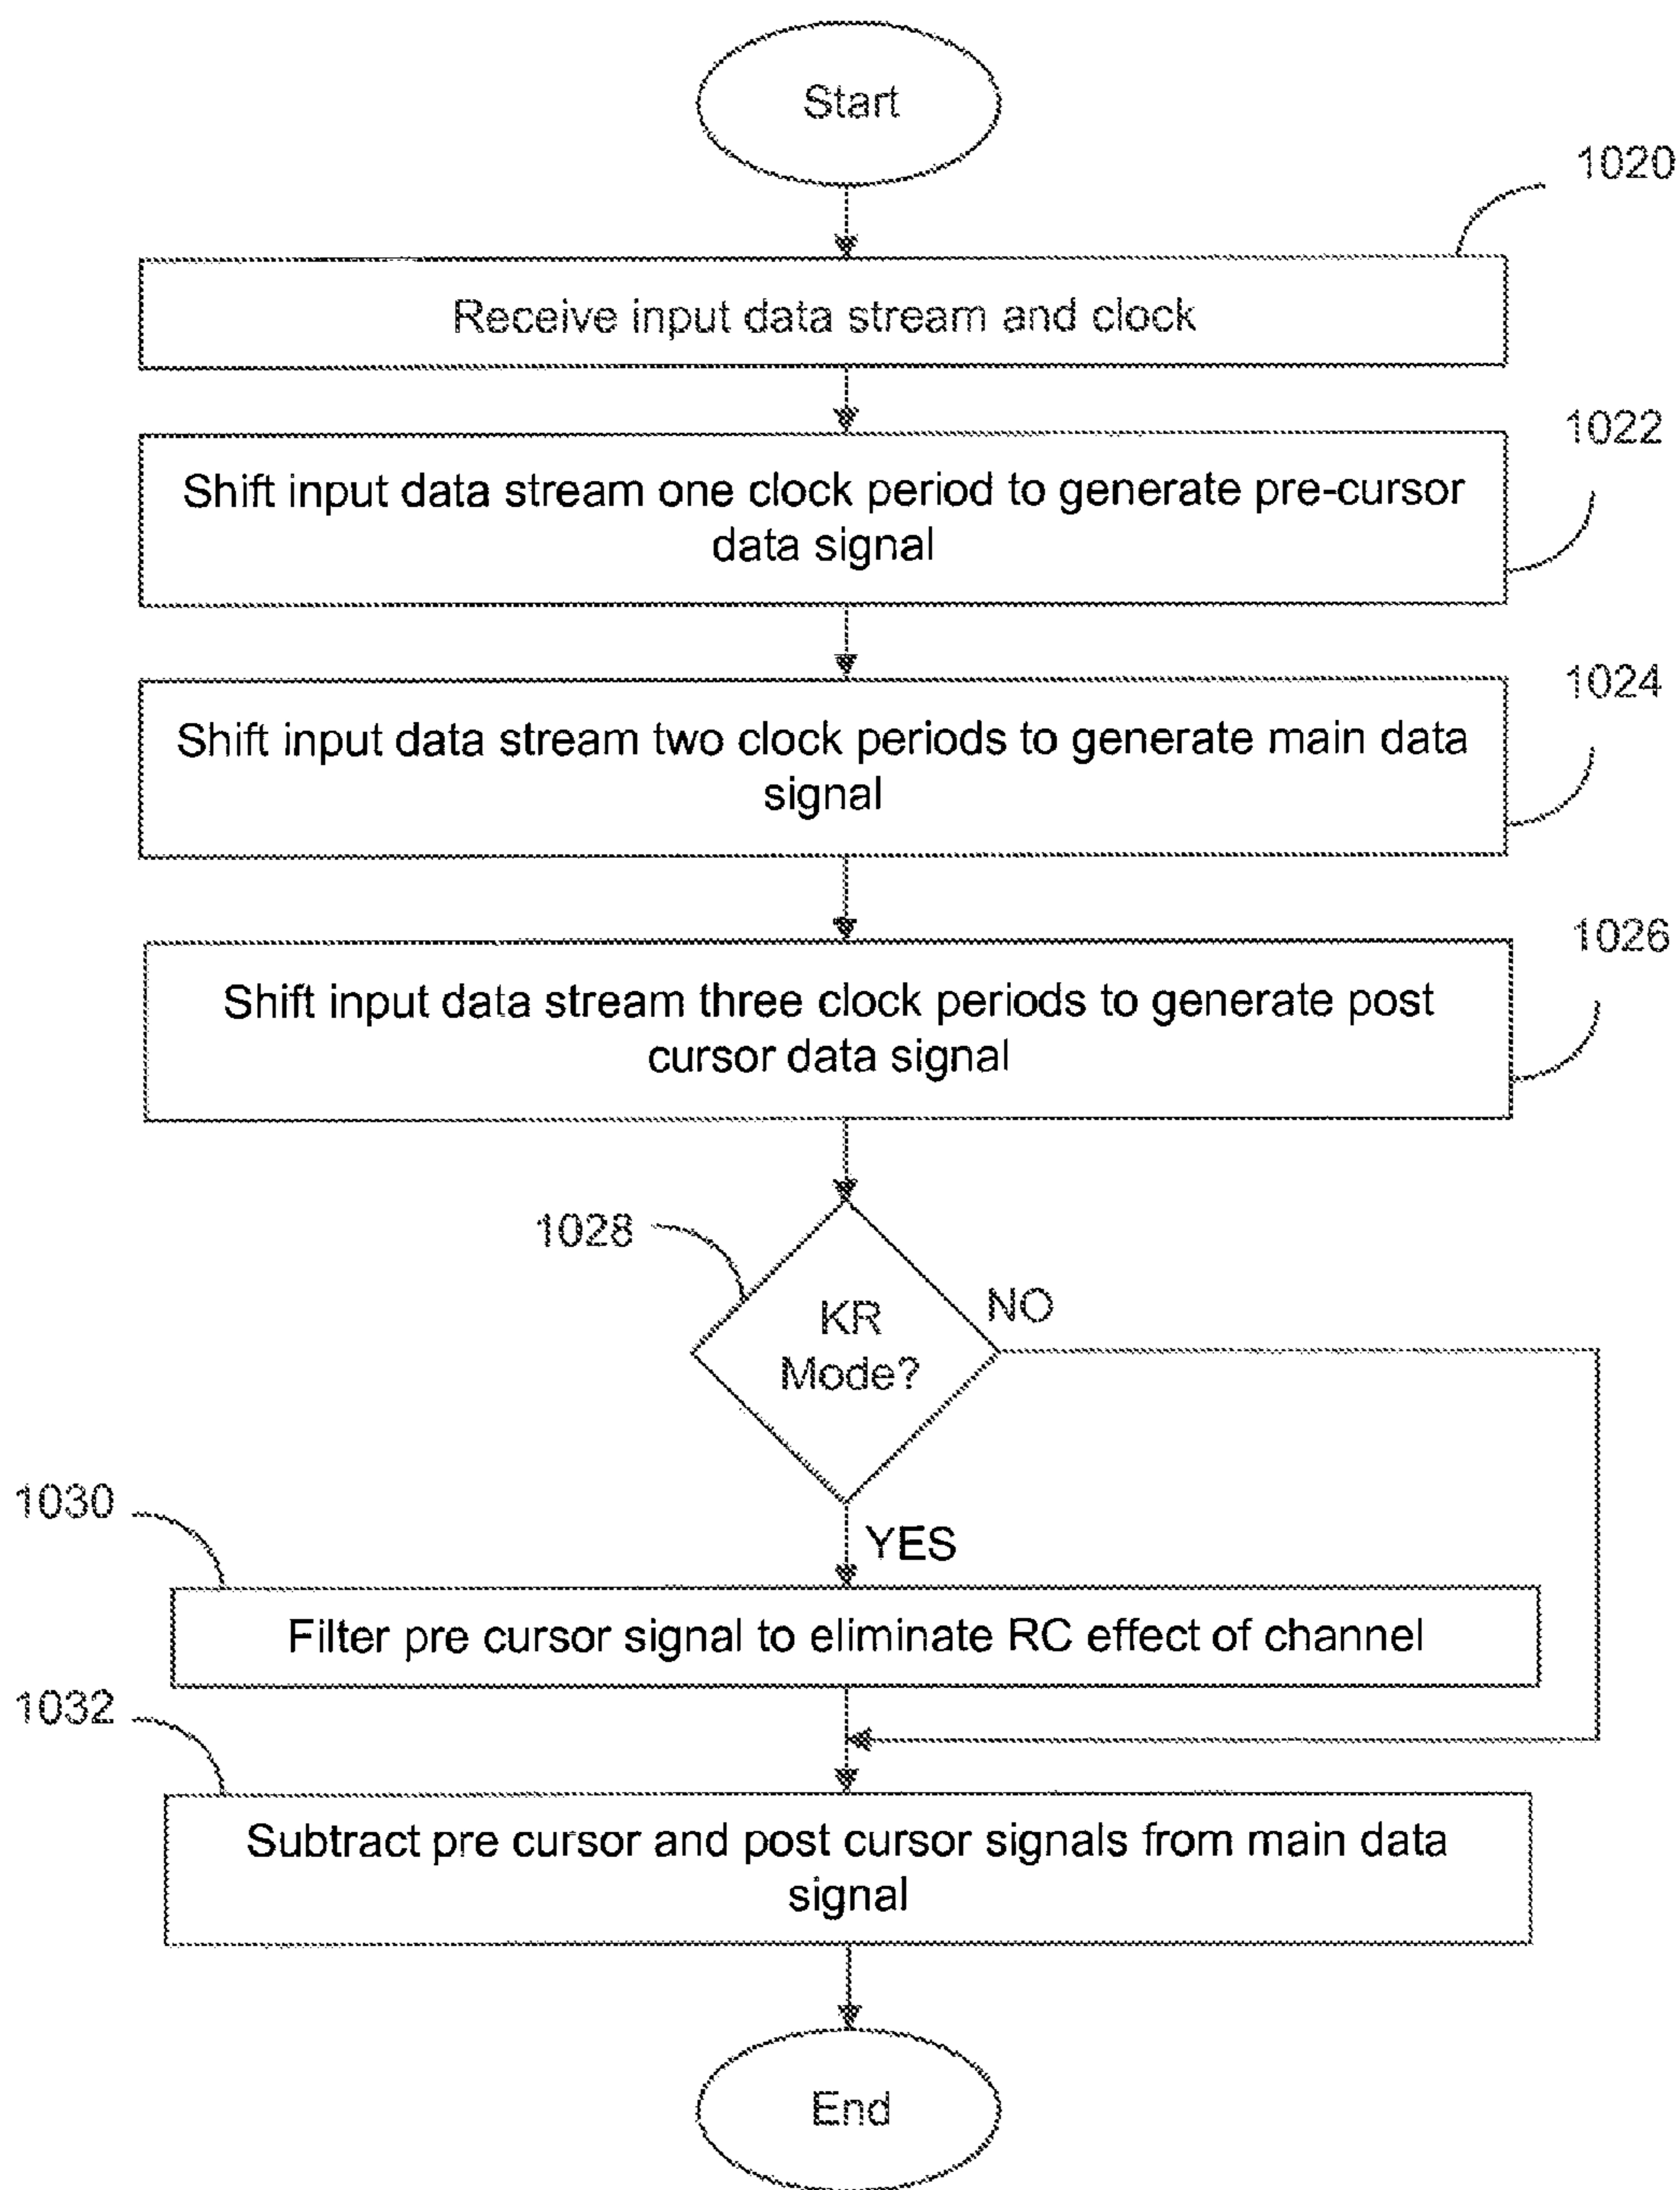 Start
1020
Receive input data stream and clock
1022
Shift input data stream one clock period to generate pre-cursor
data signal
1024
Shift input data stream two clock periods to generate main data
signal
1026
Shift input data stream three clock periods to generate post
cursor data signal
1028
KR
Mode?
NO
YES
1030
Filter pre cursor signal to eliminate RC effect of channel
1032
Subtract pre cursor and post cursor signals from main data
signal
End